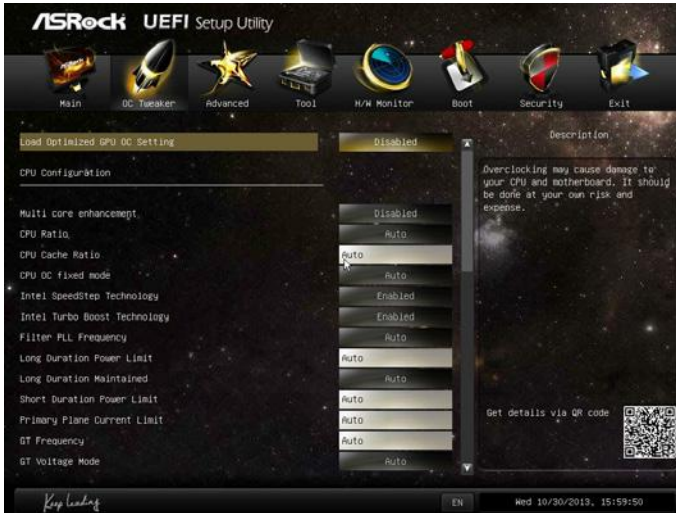 ASRock UEFI Setup Utility
Main
OC Tweaker
Advanced
Tool
H/W Monitor
Boot
Security
Exit
Load Optimized GPU OC Setting Disabled
CPU Configuration
Multi core enhancement Disabled
CPU Ratio Auto
CPU Cache Ratio Auto
CPU OC fixed mode Auto
Intel SpeedStep Technology Enabled
Intel Turbo Boost Technology Enabled
Filter PLL Frequency Auto
Long Duration Power Limit Auto
Long Duration Maintained Auto
Short Duration Power Limit Auto
Primary Plane Current Limit Auto
GT Frequency Auto
GT Voltage Mode Auto
Description
Overclocking may cause damage to
your CPU and motherboard. It should
be done at your own risk and
expense.
Get details via QR code
Keep Leading
EN
Wed 10/30/2013, 15:59:50